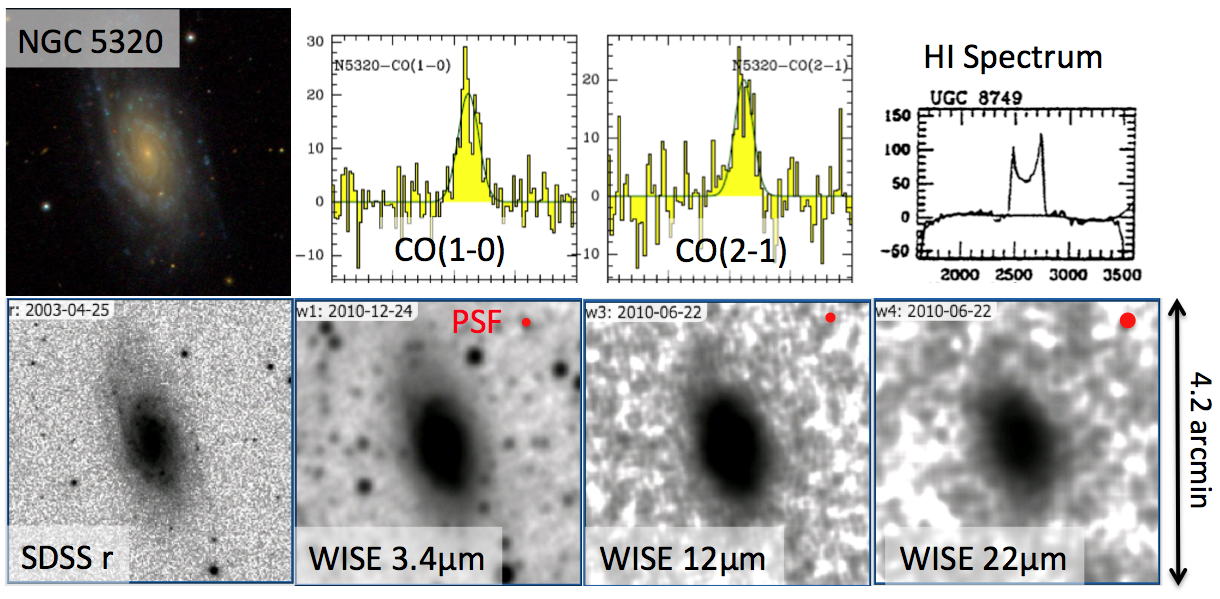 NGC 5320
30
20
10
0
−10
N5320−CO(1−0)
CO(1-0)
20
10
0
−10
N5320−CO(2−1)
CO(2-1)
HI Spectrum
UGC 8749
150
100
50
0
−50
2000 2500 3000 3500
r: 2003-04-25
SDSS r
w1: 2010-12-24
PSF
WISE 3.4μm
w3: 2010-06-22
WISE 12μm
w4: 2010-06-22
WISE 22μm
4.2 arcmin